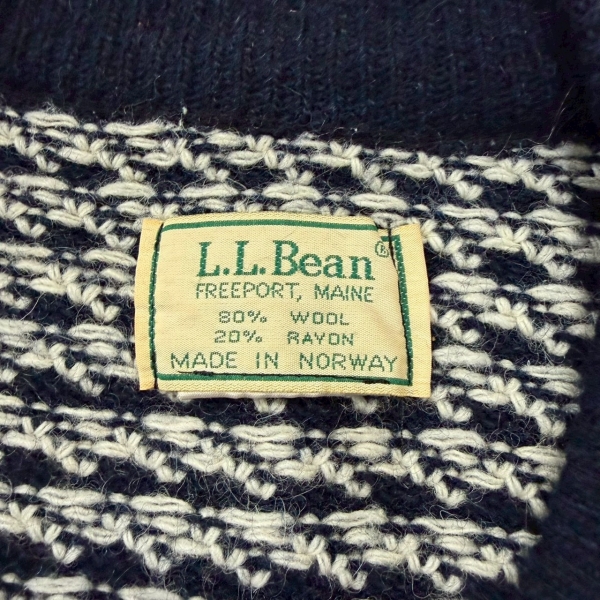 L.L.Bean®
FREEPORT, MAINE
80% WOOL
20% RAYON
MADE IN NORWAY